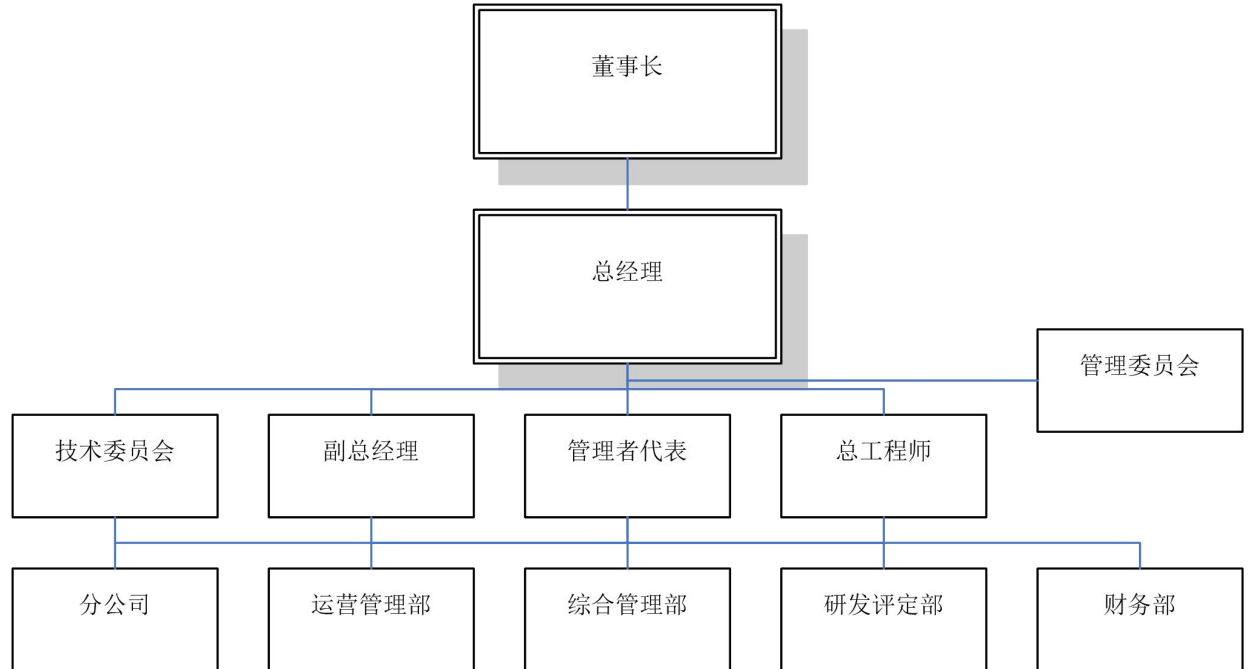 董事长
总经理
管理委员会
技术委员会
副总经理
管理者代表
总工程师
分公司
运营管理部
综合管理部
研发评定部
财务部